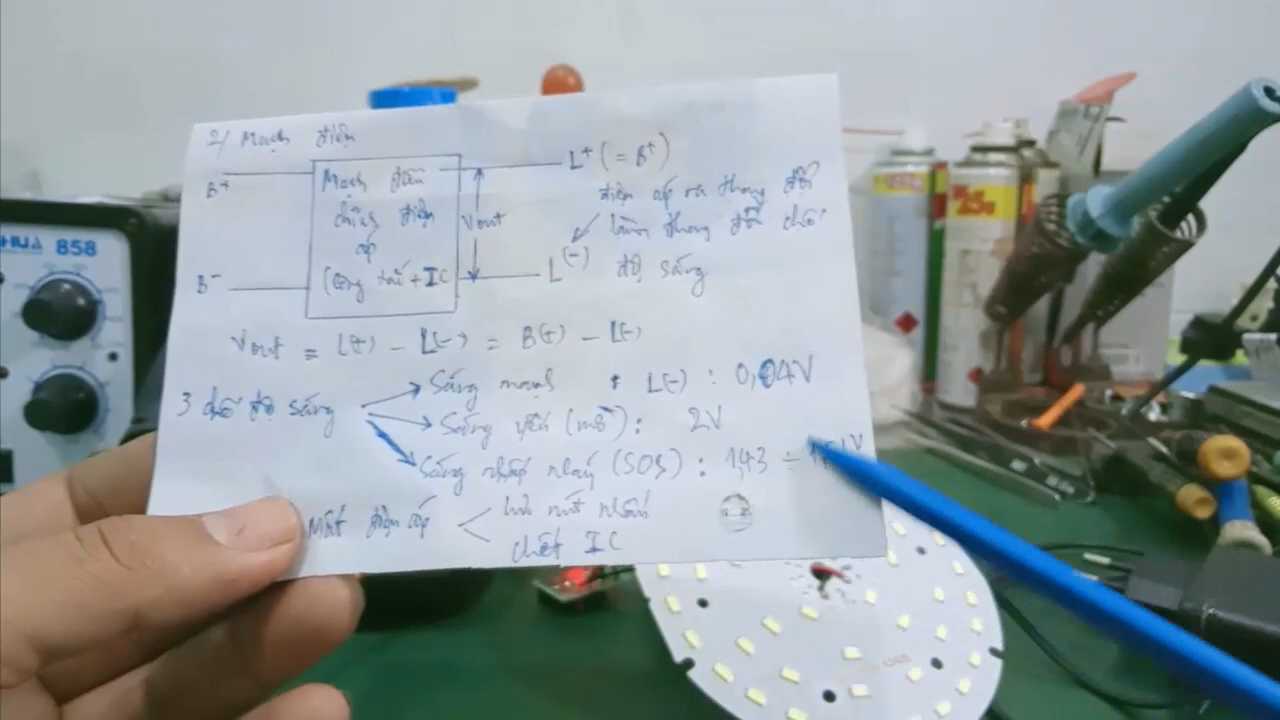 2/ Mạch điện
B+
Mạch điều
chỉnh điện
áp
(Công tắc + IC
B-
Vout
L+ (= B+)
điện áp ra thay đổi
làm thay đổi chế
độ sáng
L(-)
Vout = L(+) - L(-) = B(+) - L(-)
3 chế độ sáng
Sáng mạnh
L(-) : 0,04V
Sáng yếu (mờ) : 2V
Sáng nhấp nháy (SOS) : 1,43 ÷
Mất điện áp
hư nút nhấn
chết IC
858